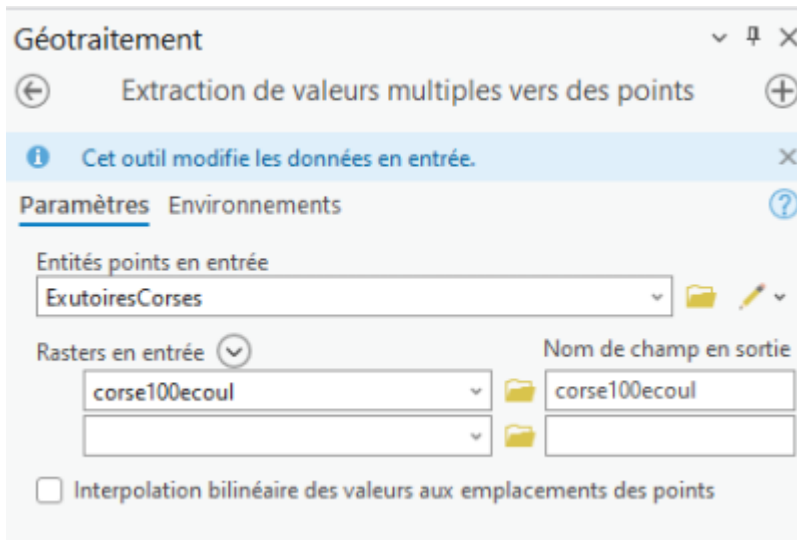 Géotraitement
Extraction de valeurs multiples vers des points
Cet outil modifie les données en entrée.
Paramètres Environnements
Entités points en entrée
ExutoiresCorses
Rasters en entrée Nom de champ en sortie
corse100ecoul corse100ecoul
Interpolation bilinéaire des valeurs aux emplacements des points